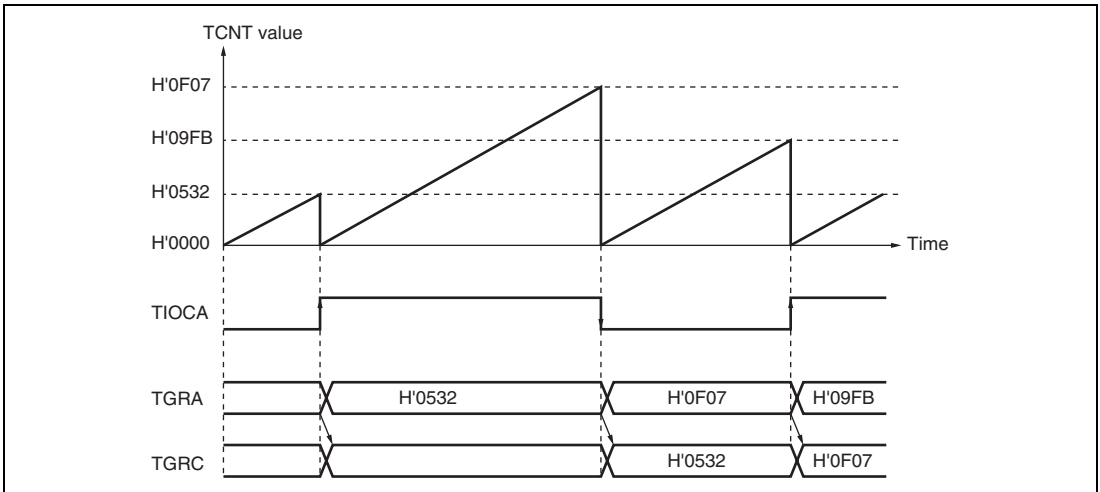 TCNT value
H'0F07
H'09FB
H'0532
H'0000
Time
TIOCA
TGRA H'0532 H'0F07 H'09FB
TGRC H'0532 H'0F07